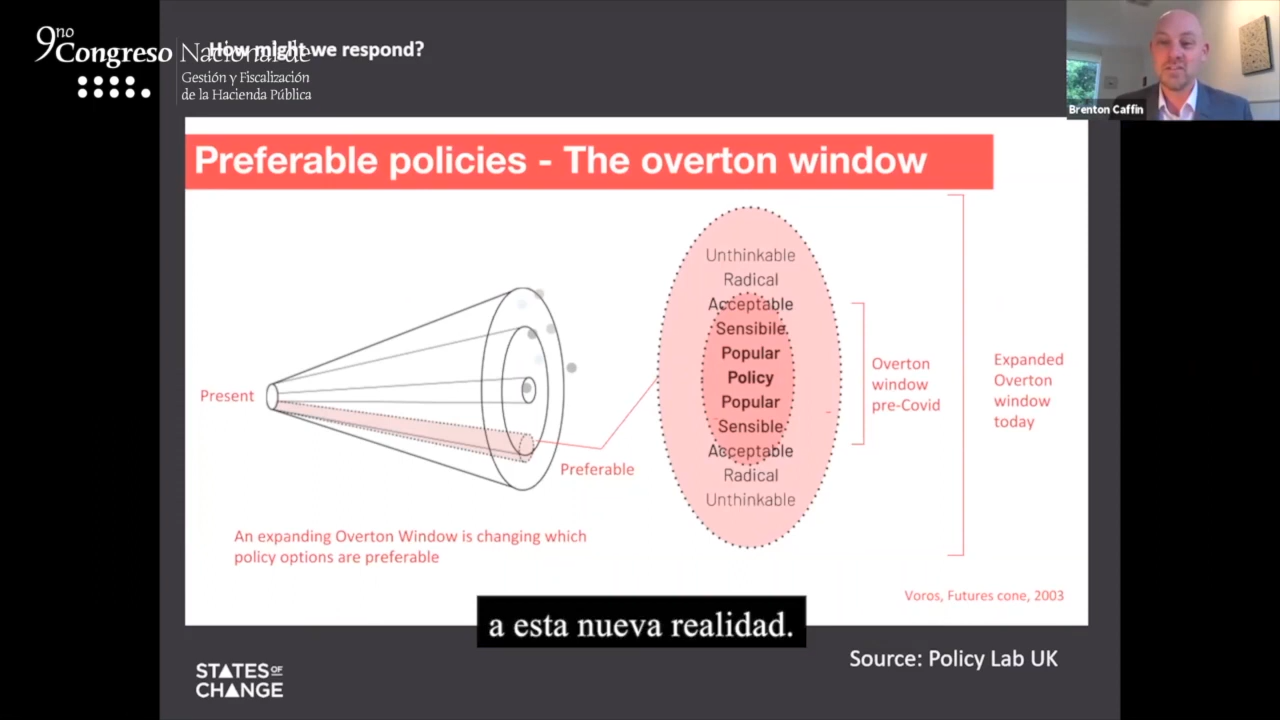 9no
Congreso Nacional de
Gestión y Fiscalización
de la Hacienda Pública
How might we respond?
Brenton Caffin
Preferable policies - The overton window
Present
Preferable
An expanding Overton Window is changing which
policy options are preferable
Unthinkable
Radical
Acceptable
Sensibile
Popular
Policy
Popular
Sensible
Acceptable
Radical
Unthinkable
Overton
window
pre-Covid
Expanded
Overton
window
today
Voros, Futures cone, 2003
a esta nueva realidad.
Source: Policy Lab UK
STATES OF
CHANGE